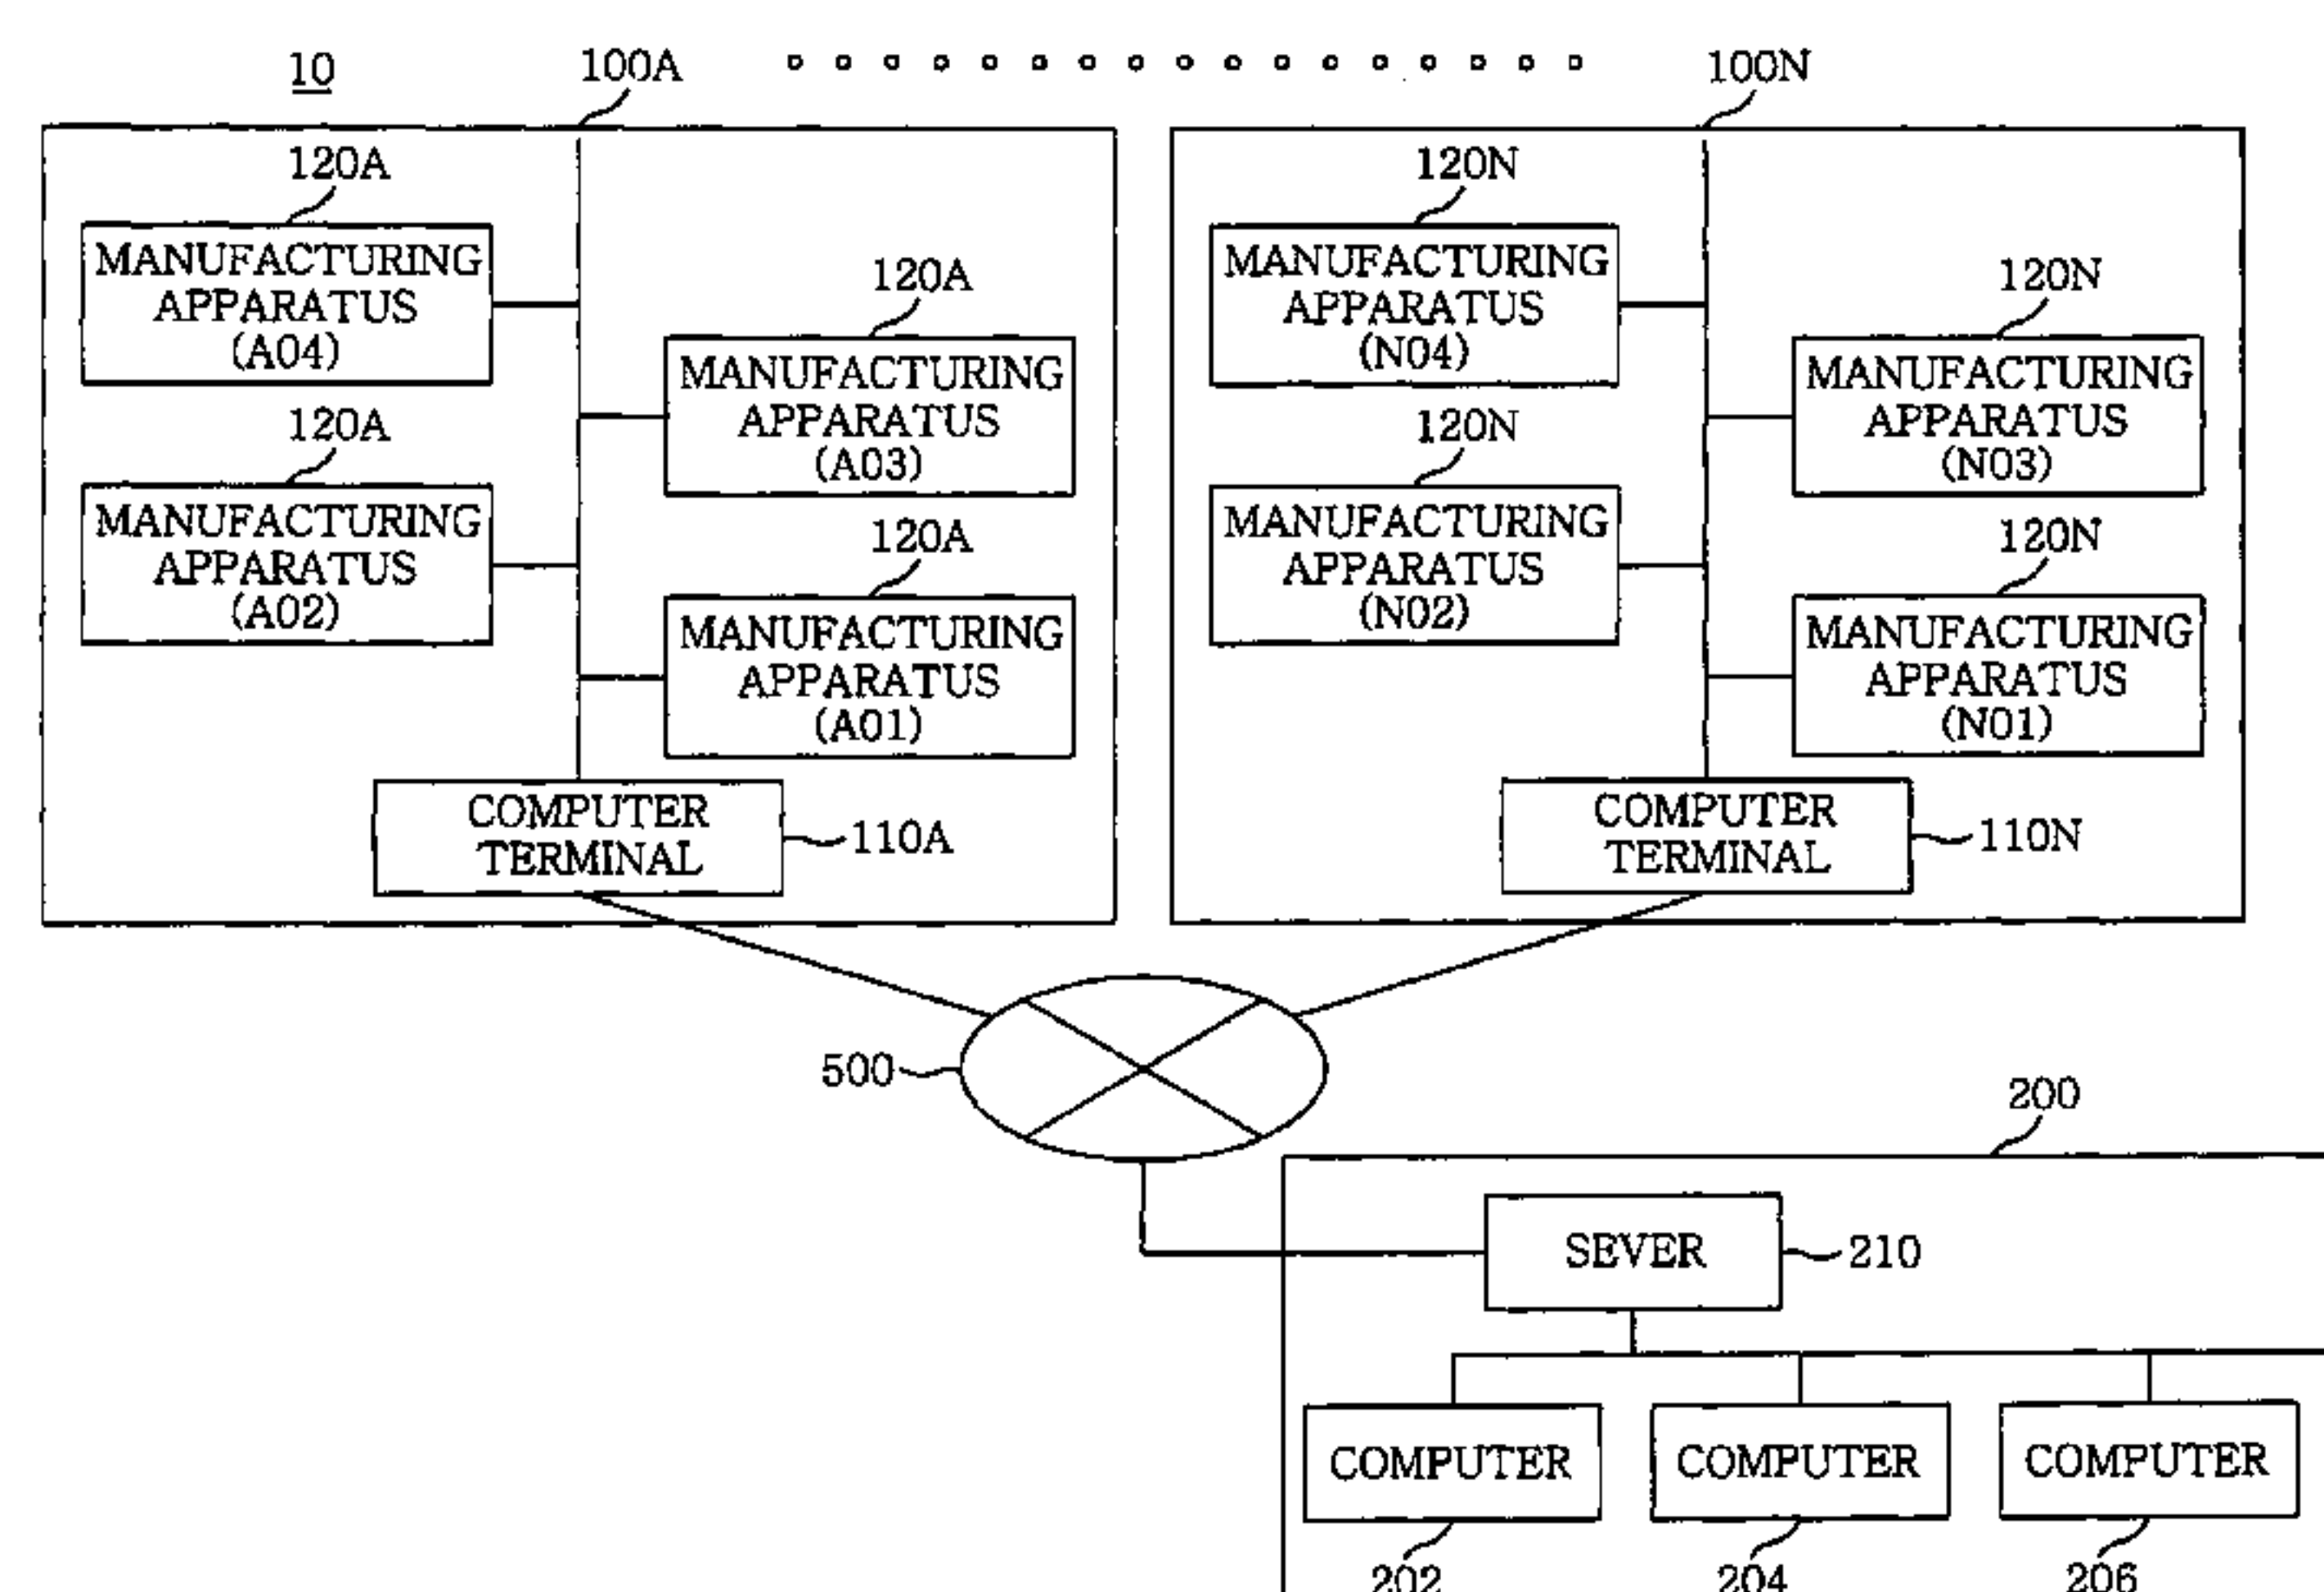 10
100A
100N
120A
MANUFACTURING
APPARATUS
(A04)
120A
MANUFACTURING
APPARATUS
(A03)
120A
MANUFACTURING
APPARATUS
(A02)
120A
MANUFACTURING
APPARATUS
(A01)
COMPUTER
TERMINAL
110A
120N
MANUFACTURING
APPARATUS
(N04)
120N
MANUFACTURING
APPARATUS
(N03)
120N
MANUFACTURING
APPARATUS
(N02)
120N
MANUFACTURING
APPARATUS
(N01)
COMPUTER
TERMINAL
110N
500
200
SEVER
210
COMPUTER
COMPUTER
COMPUTER
202
204
206